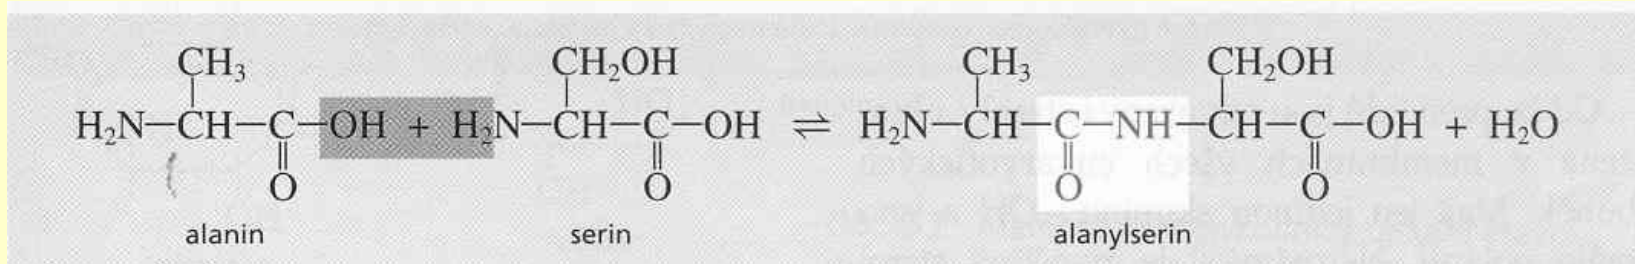 CH₃ CH₂OH CH₃ CH₂OH
H₂N—CH—C—OH + H₂N—CH—C—OH ⇌ H₂N—CH—C—NH—CH—C—OH + H₂O
O O O O
alanin serin alanylserin